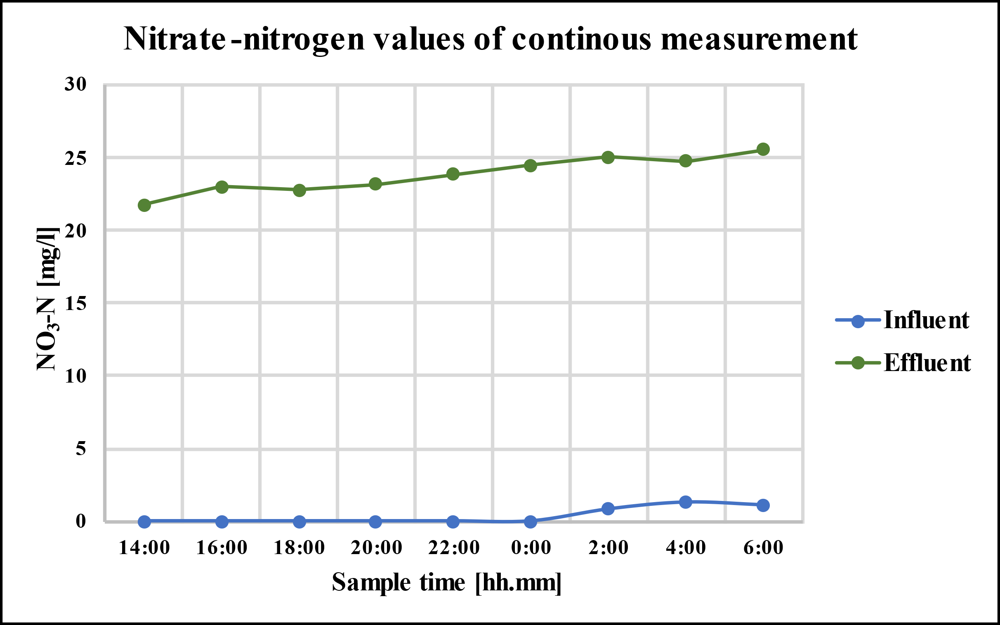 Nitrate-nitrogen values of continous measurement
30
25
20
15
10
5
0
NO₃-N [mg/l]
14:00 16:00 18:00 20:00 22:00 0:00 2:00 4:00 6:00
Sample time [hh.mm]
Influent
Effluent